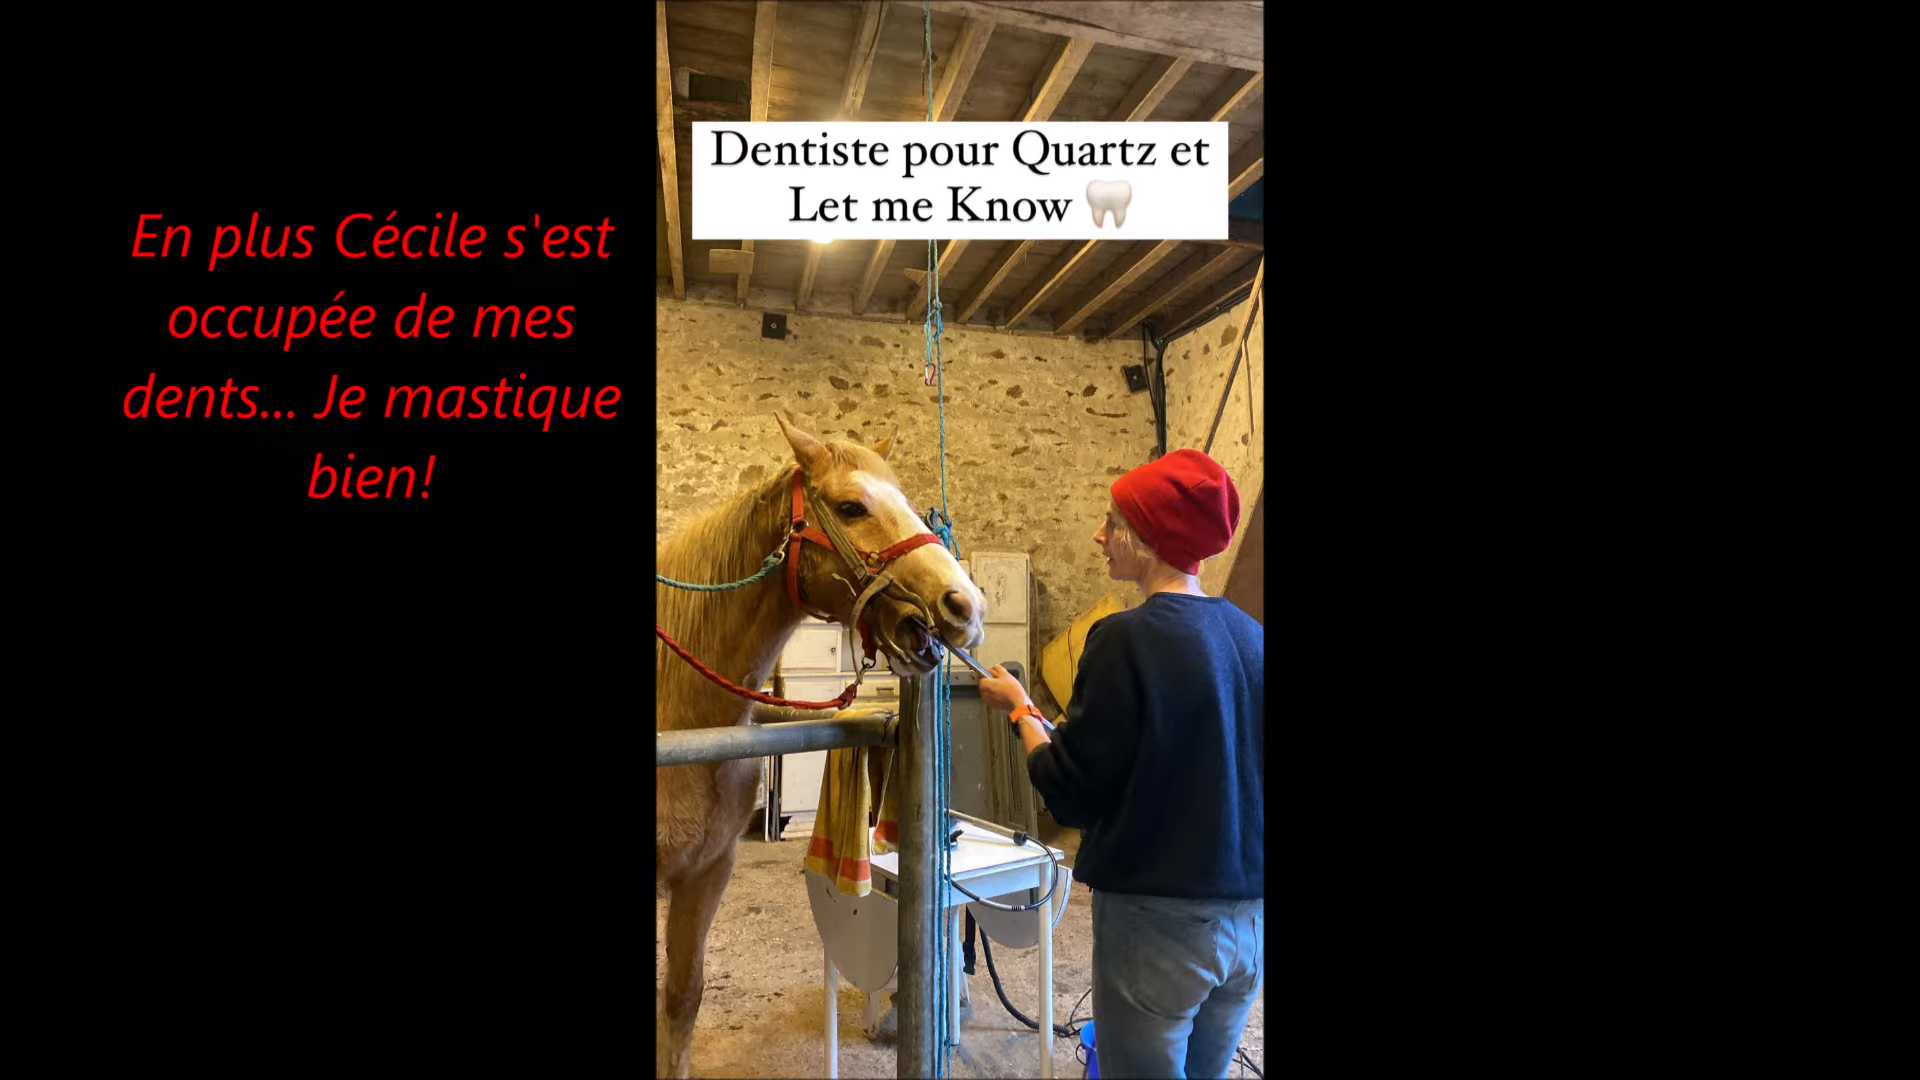 En plus Cécile s'est
occupée de mes
dents... Je mastique
bien!
Dentiste pour Quartz et
Let me Know 🦷